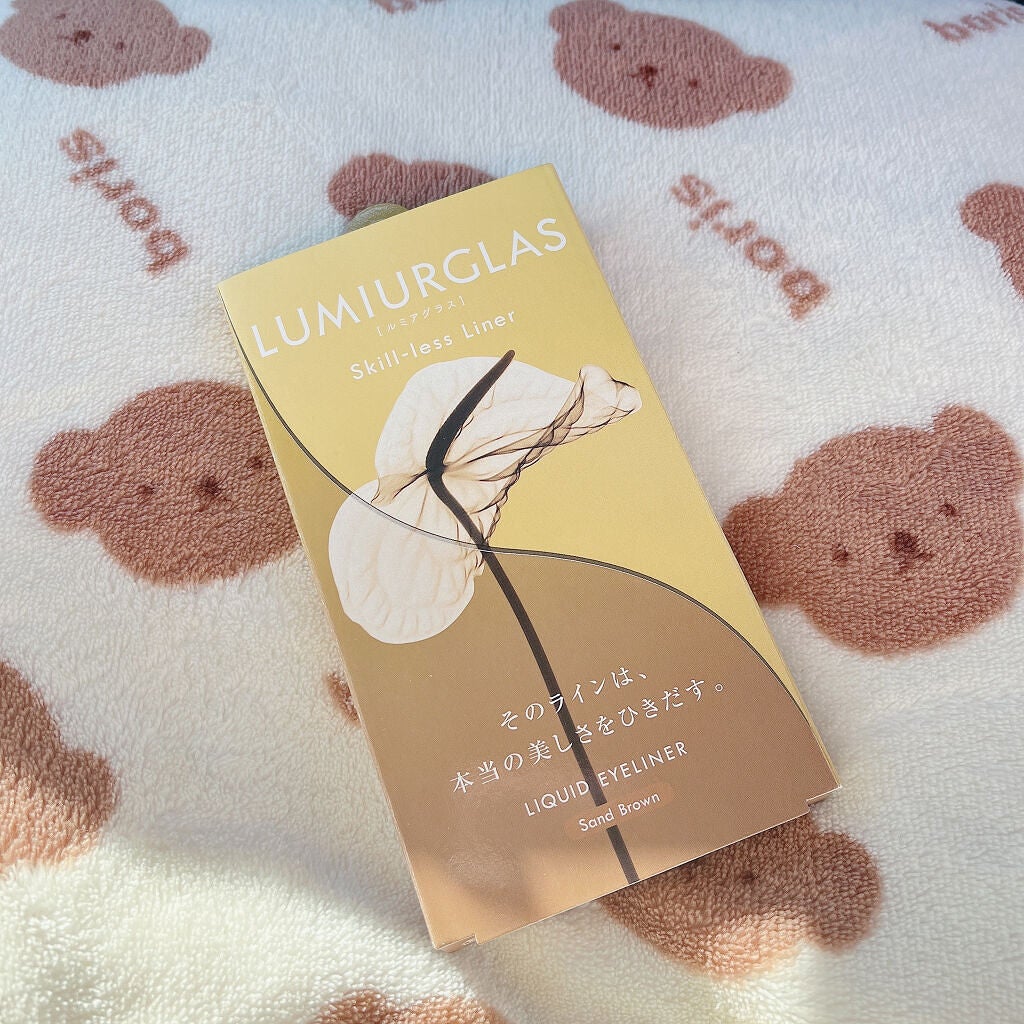 boris
boris
boris
LUMIURGLAS
[ルミアグラス]
Skill-less Liner
そのラインは、
本当の美しさをひきだす。
LIQUID EYELINER
Sand Brown